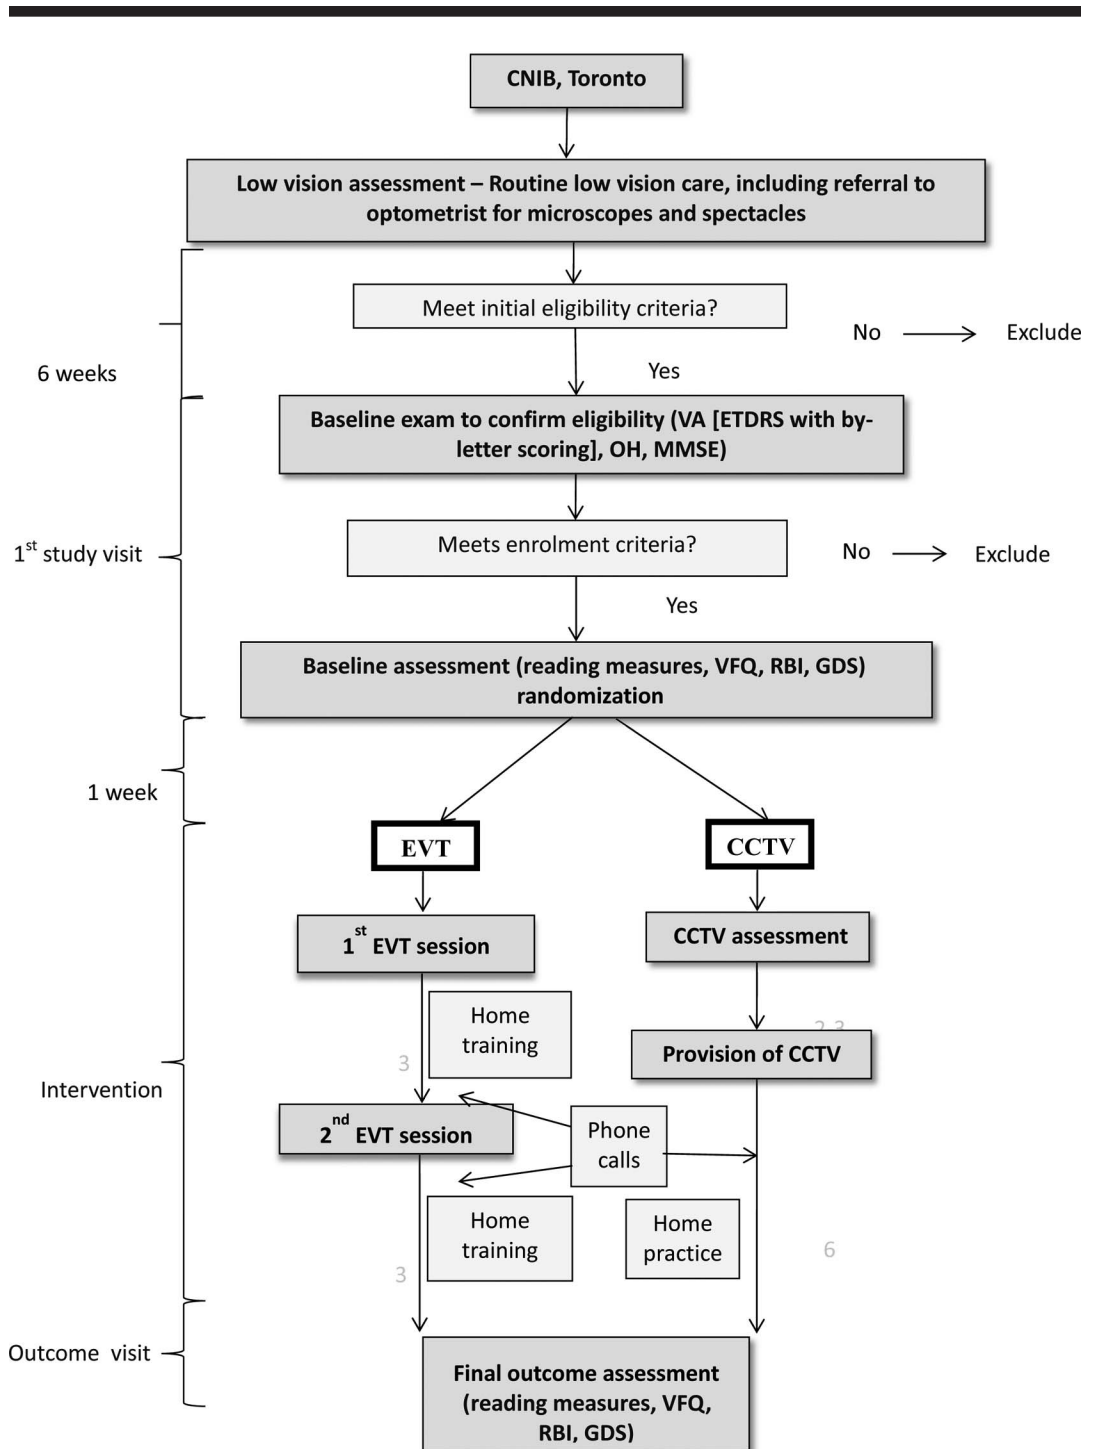 CNIB, Toronto
Low vision assessment – Routine low vision care, including referral to
optometrist for microscopes and spectacles
Meet initial eligibility criteria?
No
Exclude
6 weeks
Yes
Baseline exam to confirm eligibility (VA [ETDRS with by-
letter scoring], OH, MMSE)
1st study visit
Meets enrolment criteria?
No
Exclude
Yes
Baseline assessment (reading measures, VFQ, RBI, GDS)
randomization
1 week
EVT
CCTV
1st EVT session
CCTV assessment
Home
training
3
2-3
Provision of CCTV
Intervention
2nd EVT session
Phone
calls
Home
training
Home
practice
3
6
Outcome visit
Final outcome assessment
(reading measures, VFQ,
RBI, GDS)